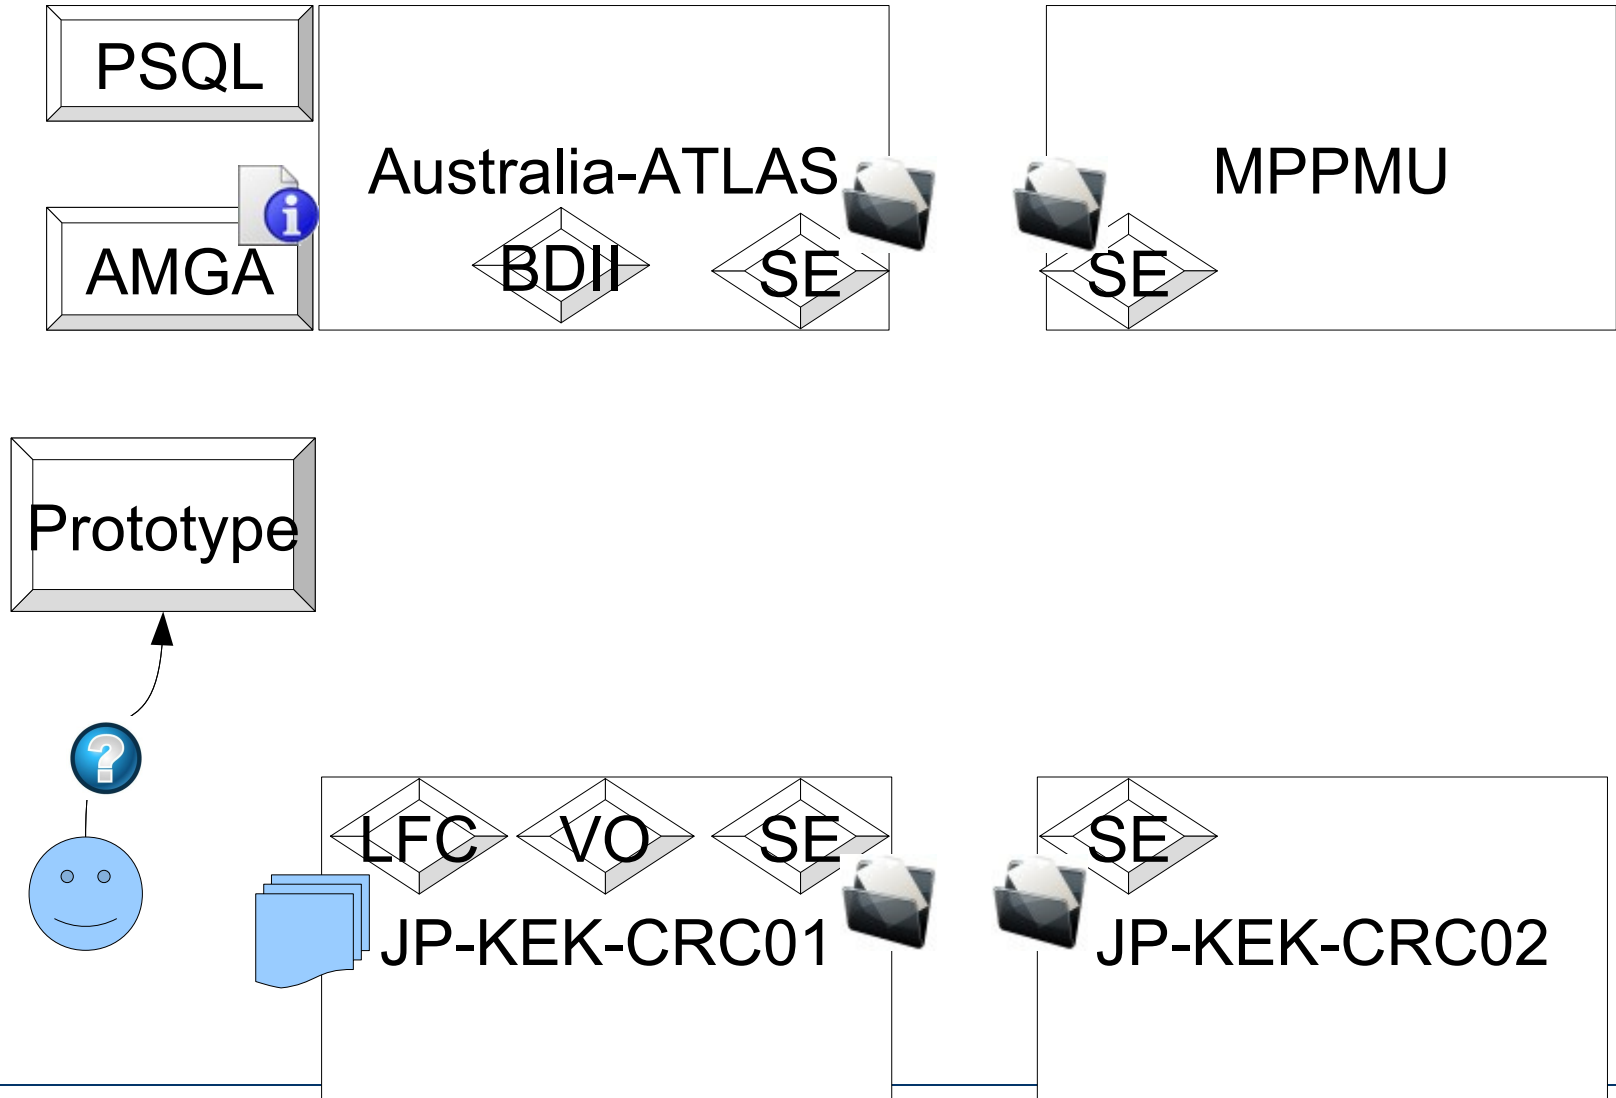 PSQL
Australia-ATLAS
MPPMU
AMGA
BDII
SE
SE
Prototype
?
LFC
VO
SE
SE
JP-KEK-CRC01
JP-KEK-CRC02